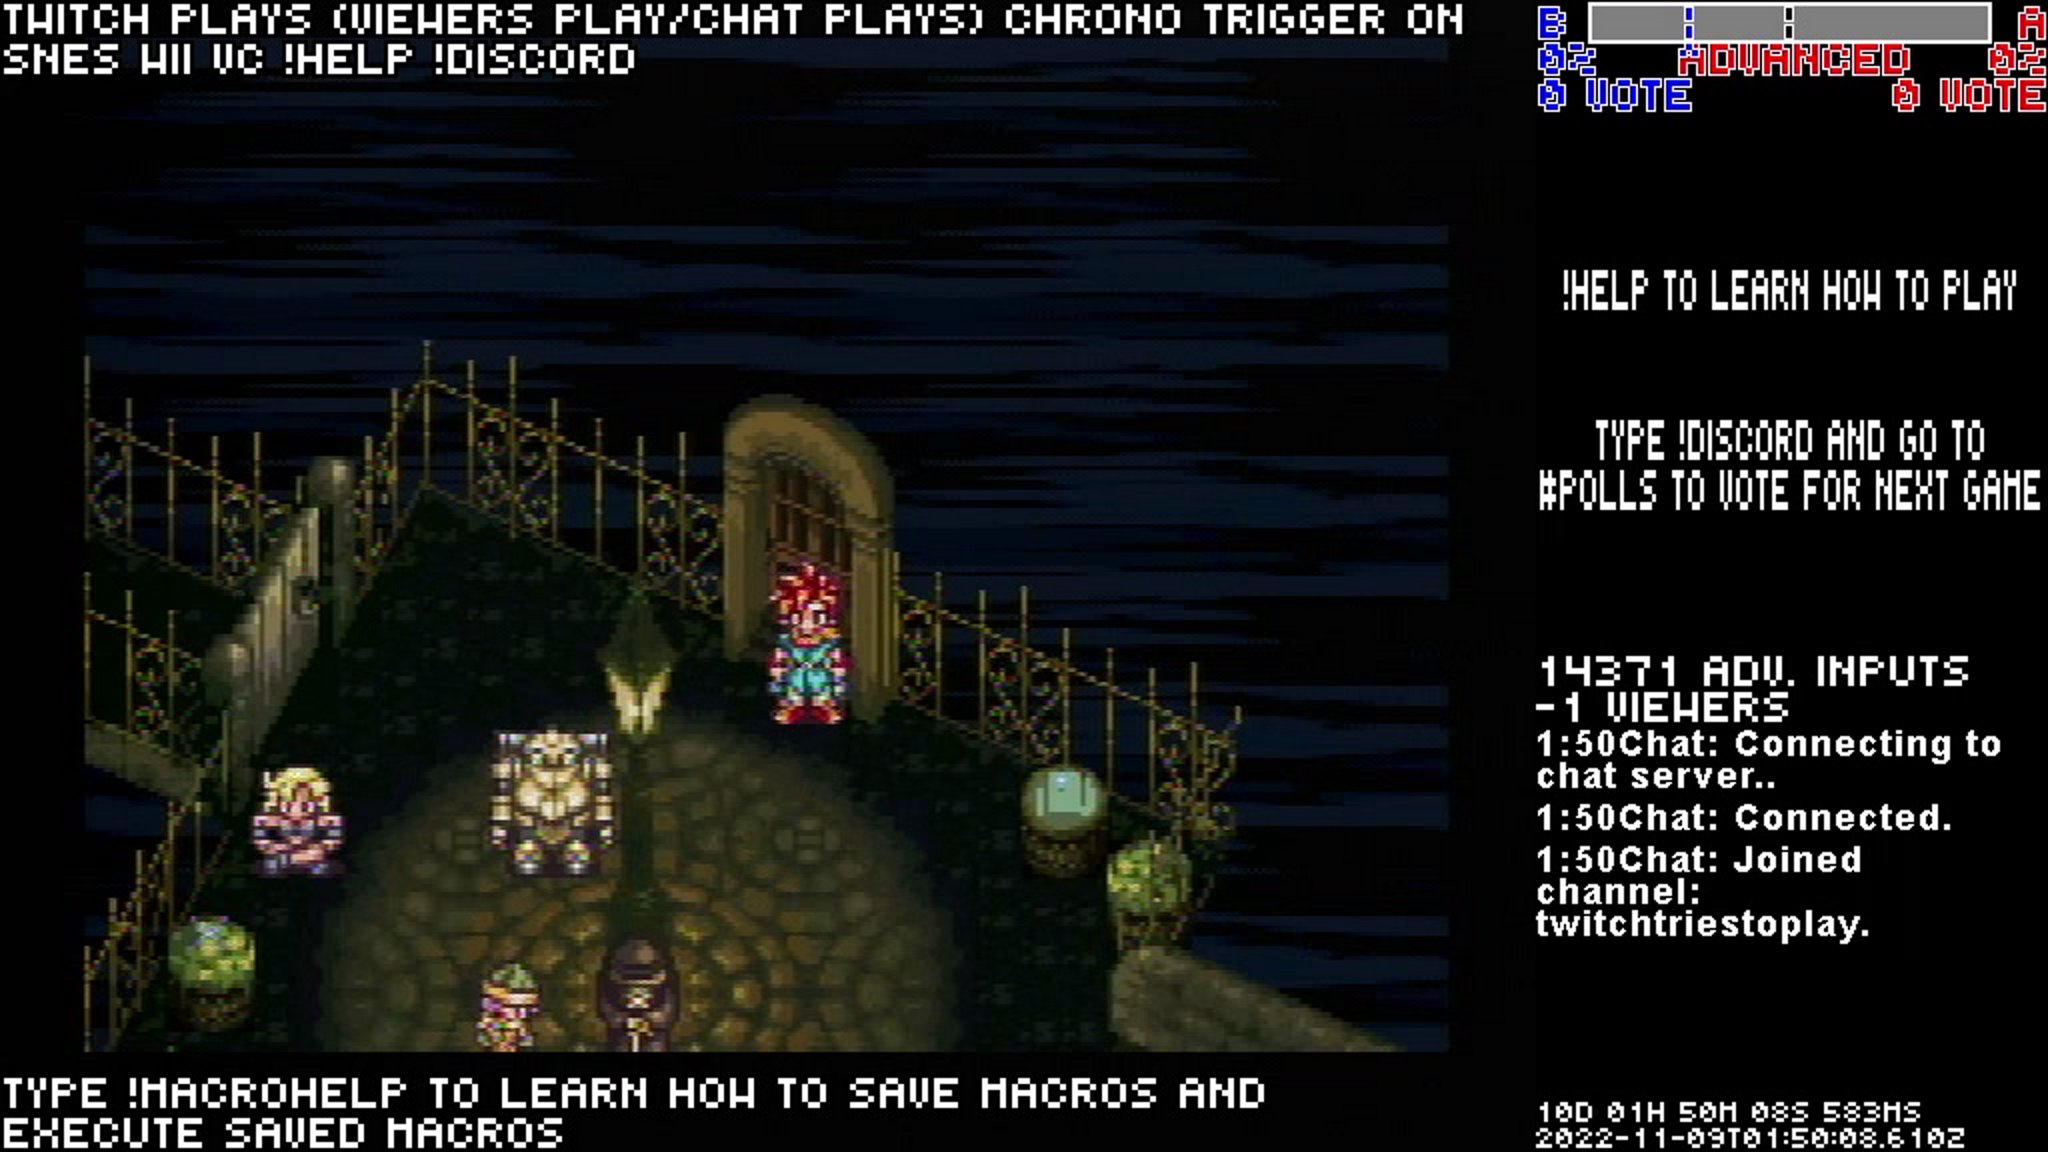 TWITCH PLAYS (VIEWERS PLAY/CHAT PLAYS) CHRONO TRIGGER ON
SNES WII VC !HELP !DISCORD
B A
0% ADVANCED 0%
0 VOTE 0 VOTE
!HELP TO LEARN HOW TO PLAY
TYPE !DISCORD AND GO TO
#POLLS TO VOTE FOR NEXT GAME
14371 ADV. INPUTS
-1 VIEWERS
1:50Chat: Connecting to
chat server..
1:50Chat: Connected.
1:50Chat: Joined
channel:
twitchtriestoplay.
TYPE !MACROHELP TO LEARN HOW TO SAVE MACROS AND
EXECUTE SAVED MACROS
10D 01H 50M 08S 583MS
2022-11-09T01:50:08.610Z